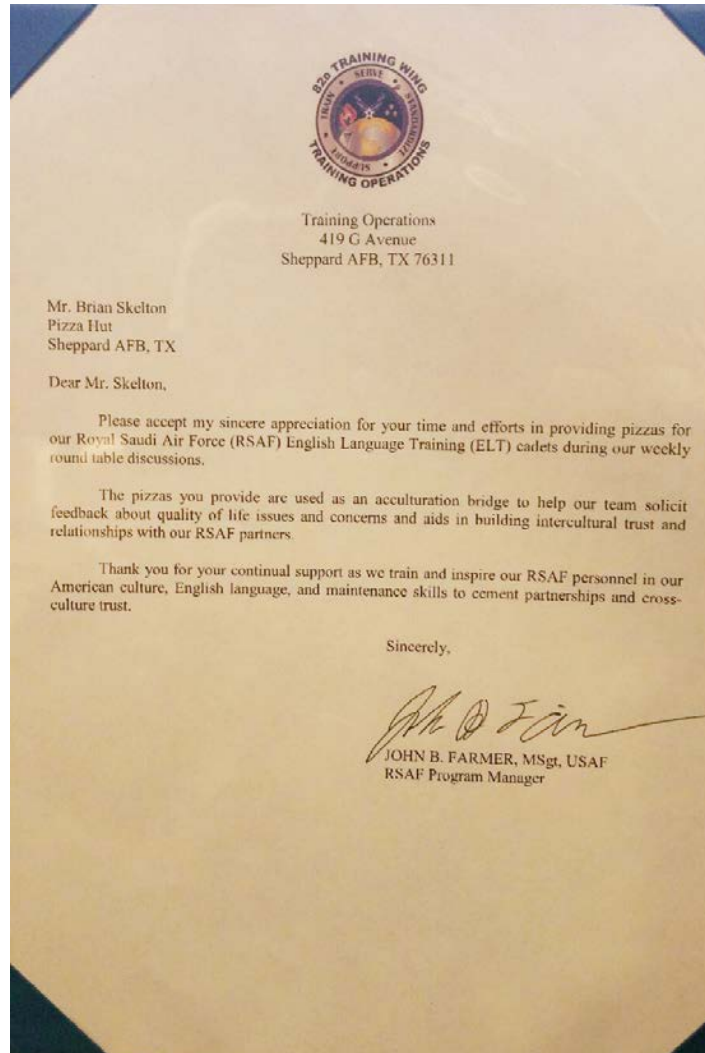 82D TRAINING WING
TRAIN • SERVE • STANDARDIZE • SUPPORT
TRAINING OPERATIONS
Training Operations
419 G Avenue
Sheppard AFB, TX 76311
Mr. Brian Skelton
Pizza Hut
Sheppard AFB, TX
Dear Mr. Skelton,
Please accept my sincere appreciation for your time and efforts in providing pizzas for
our Royal Saudi Air Force (RSAF) English Language Training (ELT) cadets during our weekly
round table discussions.
The pizzas you provide are used as an acculturation bridge to help our team solicit
feedback about quality of life issues and concerns and aids in building intercultural trust and
relationships with our RSAF partners.
Thank you for your continual support as we train and inspire our RSAF personnel in our
American culture, English language, and maintenance skills to cement partnerships and cross-
culture trust.
Sincerely,
JOHN B. FARMER, MSgt, USAF
RSAF Program Manager